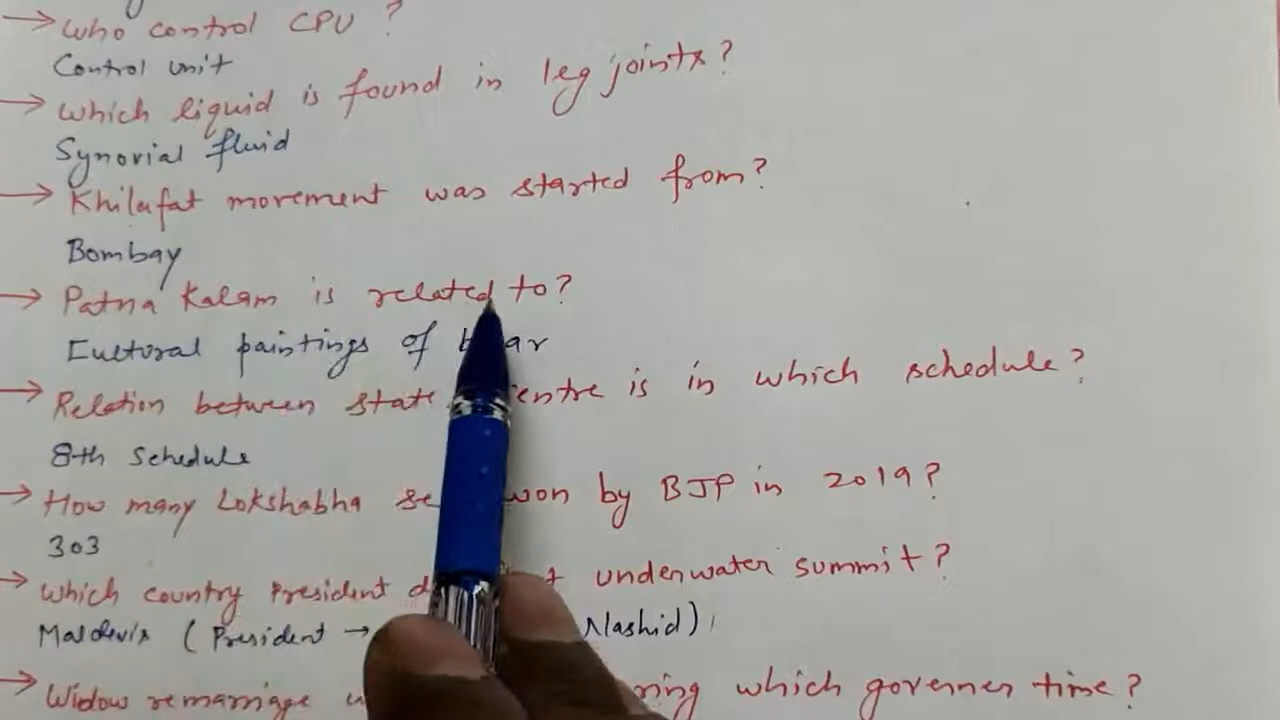 → Who control CPU ?
Control unit
→ which liquid is found in leg joints?
Synovial fluid
→ Khilafat movement was started from?
Bombay
→ Patna Kalam is related to?
Cultural paintings of
→ Relation between state is in which schedule?
8th Schedule
→ How many Lokshabha won by BJP in 2019?
303
→ Which country President underwater summit?
Maldevis ( President → Nashid)
→ Widow remarriage which governer time?